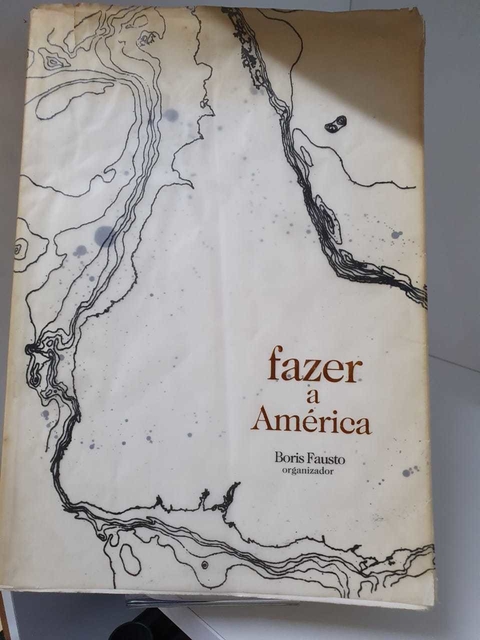 fazer
a
América
Boris Fausto
organizador